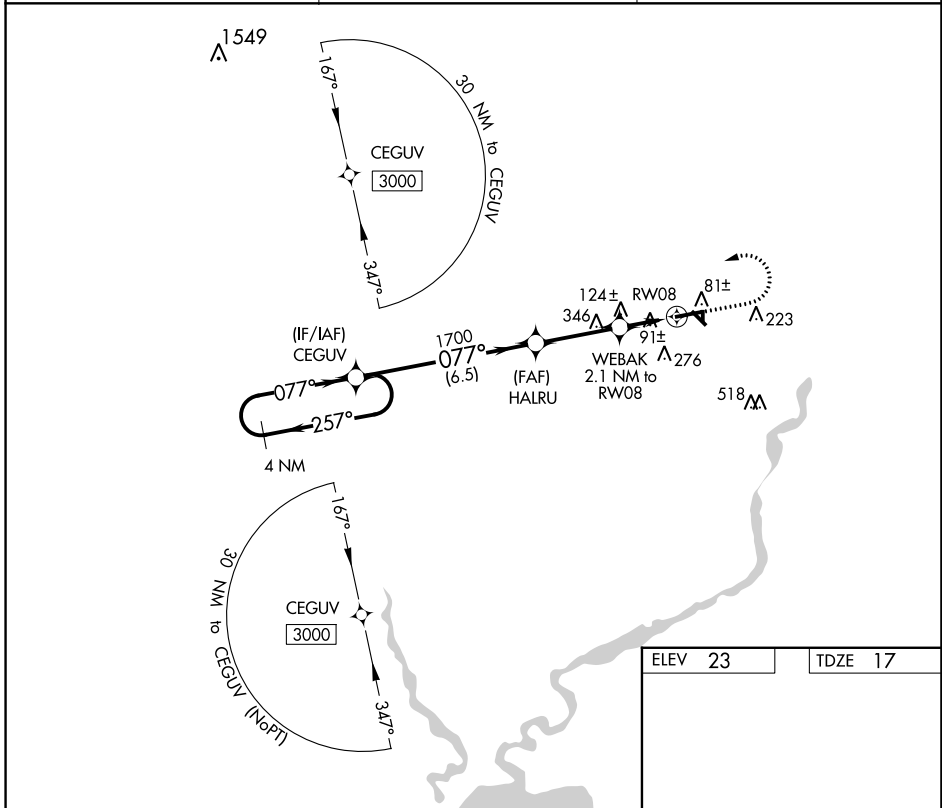 1549
167°
30 NM to CEGUV
CEGUV
3000
347°
124±
RW08
81±
346
91±
223
(IF/IAF)
CEGUV
1700
077°
(6.5)
WEBAK
2.1 NM to
RW08
276
(FAF)
HALRU
077°
257°
518
4 NM
167°
30 NM to CEGUV (NoPT)
CEGUV
3000
347°
ELEV 23
TDZE 17